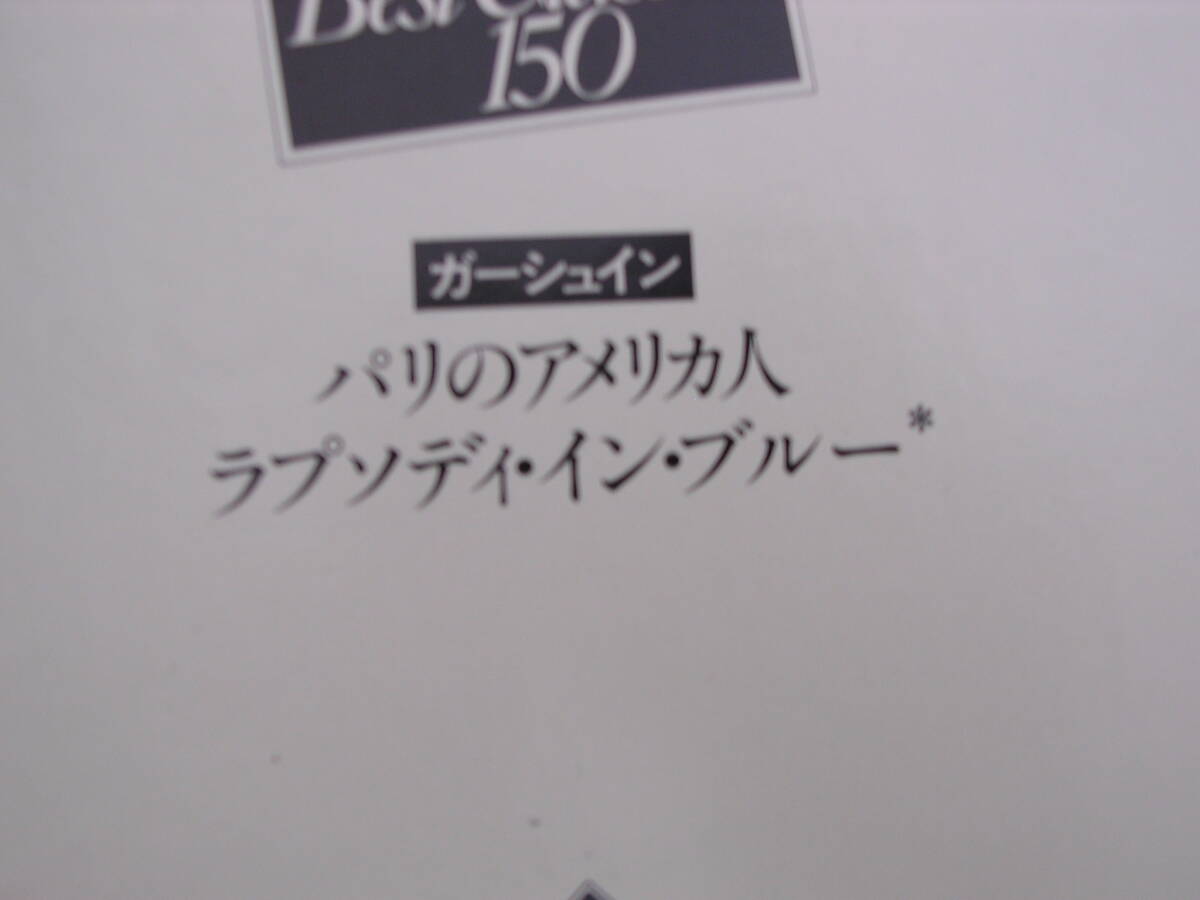 Best
150
ガーシュイン
パリのアメリカ人
ラプソディ・イン・ブルー*